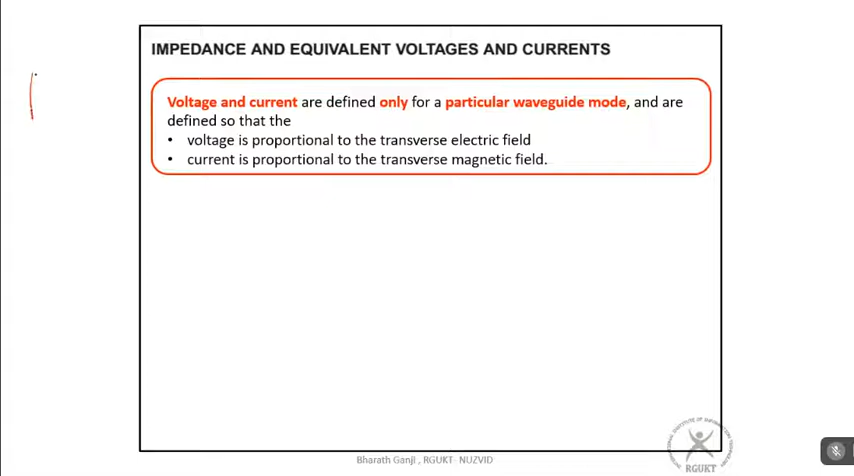 IMPEDANCE AND EQUIVALENT VOLTAGES AND CURRENTS
Voltage and current are defined only for a particular waveguide mode, and are
defined so that the
• voltage is proportional to the transverse electric field
• current is proportional to the transverse magnetic field.
Bharath Ganji , RGUKT- NUZVID
RGUKT